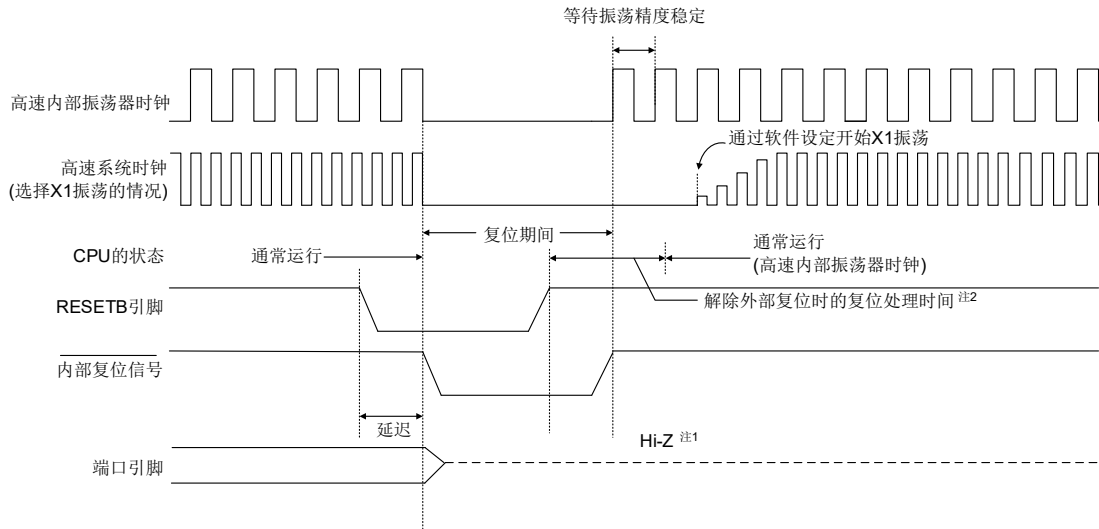 等待振荡精度稳定
高速内部振荡器时钟
通过软件设定开始X1振荡
高速系统时钟
(选择X1振荡的情况)
复位期间
CPU的状态
通常运行
通常运行
(高速内部振荡器时钟)
RESETB引脚
解除外部复位时的复位处理时间 注2
内部复位信号
延迟
Hi-Z 注1
端口引脚